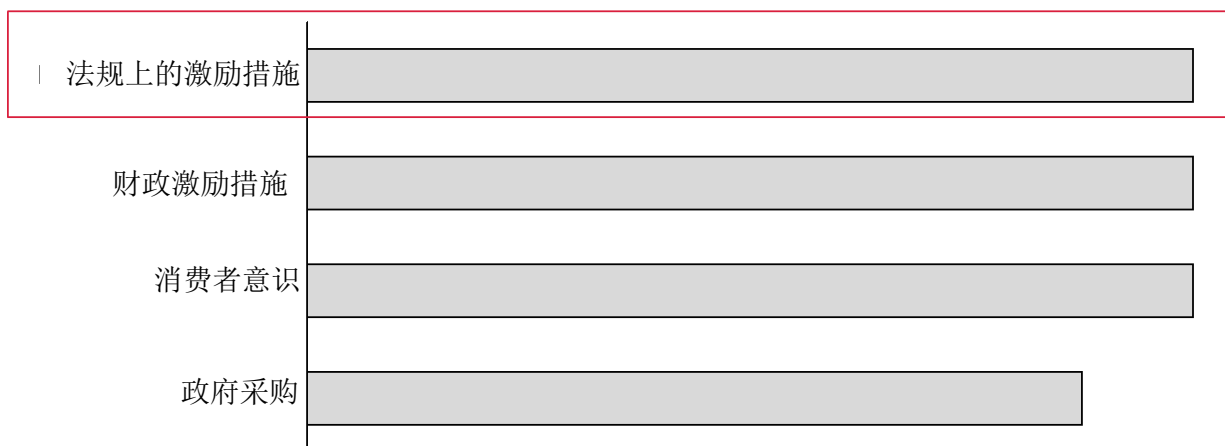 法规上的激励措施
财政激励措施
消费者意识
政府采购